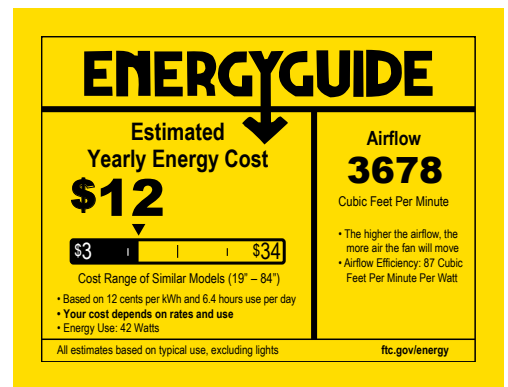 ENERGYGUIDE
Estimated
Yearly Energy Cost
$12
$3
$34
Cost Range of Similar Models (19” – 84”)
• Based on 12 cents per kWh and 6.4 hours use per day
• Your cost depends on rates and use
• Energy Use: 42 Watts
Airflow
3678
Cubic Feet Per Minute
• The higher the airflow, the
more air the fan will move
• Airflow Efficiency: 87 Cubic
Feet Per Minute Per Watt
All estimates based on typical use, excluding lights
ftc.gov/energy